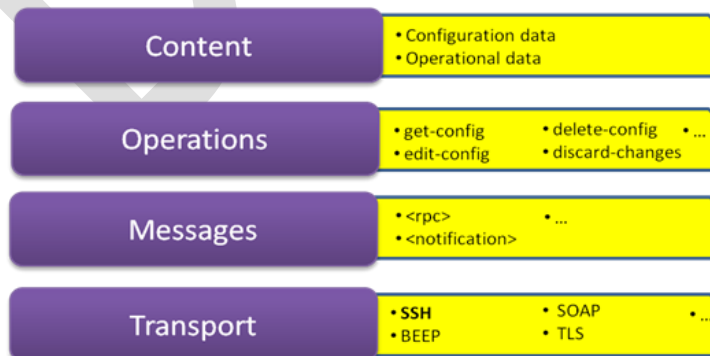 Content
• Configuration data
• Operational data
Operations
• get-config • delete-config • ...
• edit-config • discard-changes
Messages
• <rpc> • ...
• <notification>
Transport
• SSH • SOAP • ...
• BEEP • TLS